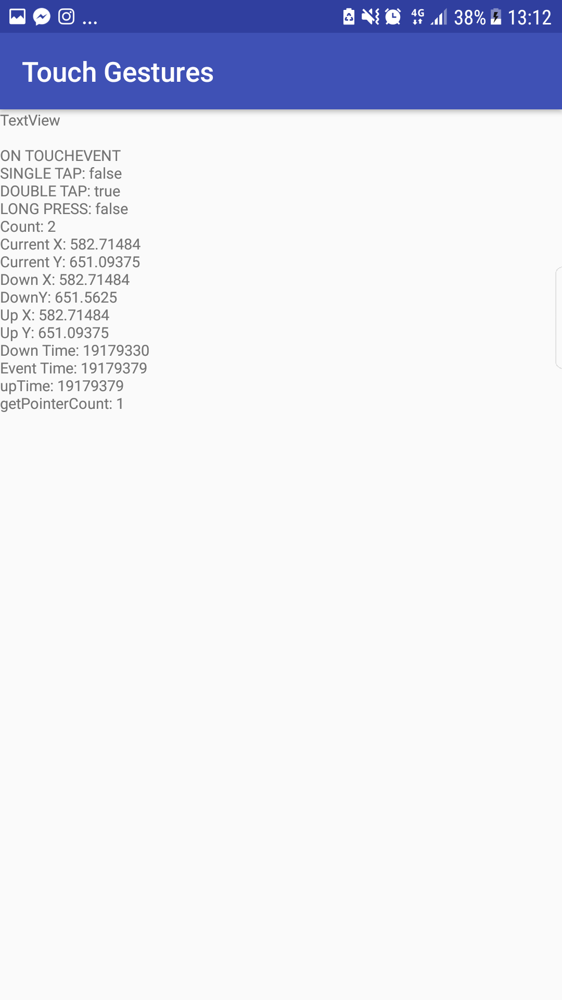 ... 4G 38% 13:12
Touch Gestures
TextView
ON TOUCHEVENT
SINGLE TAP: false
DOUBLE TAP: true
LONG PRESS: false
Count: 2
Current X: 582.71484
Current Y: 651.09375
Down X: 582.71484
DownY: 651.5625
Up X: 582.71484
Up Y: 651.09375
Down Time: 19179330
Event Time: 19179379
upTime: 19179379
getPointerCount: 1